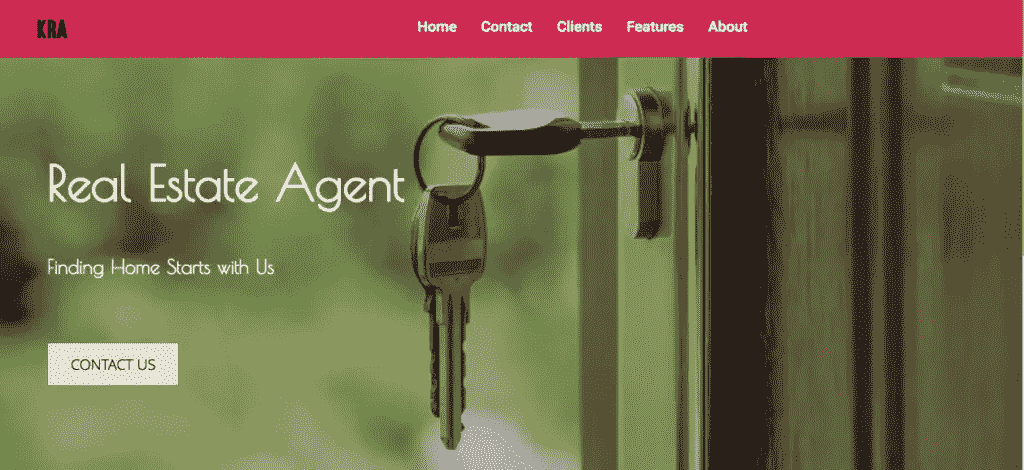 KRA
Home Contact Clients Features About
Real Estate Agent
Finding Home Starts with Us
CONTACT US